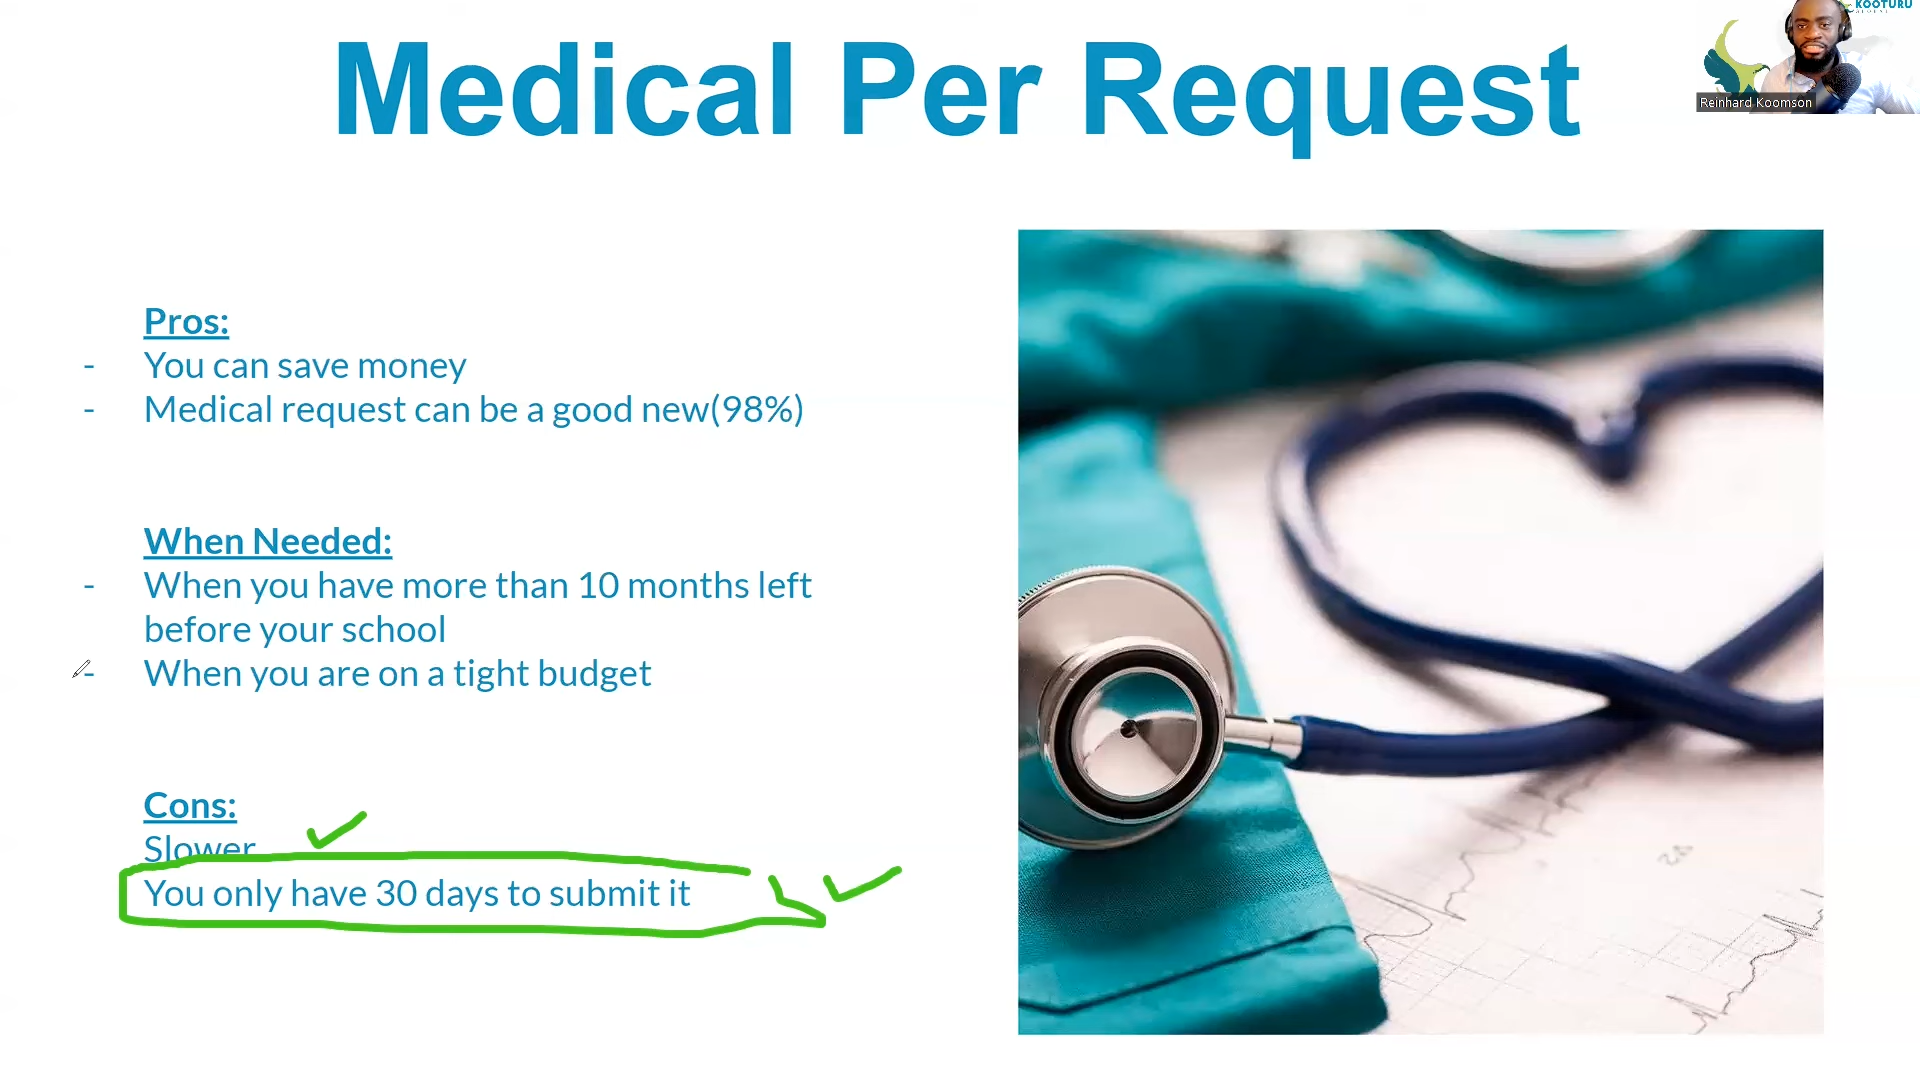 KOOTURU
Medical Per Request
Reinhard Koomson
Pros:
- You can save money
- Medical request can be a good new(98%)
When Needed:
- When you have more than 10 months left
before your school
- When you are on a tight budget
Cons:
Slower
You only have 30 days to submit it